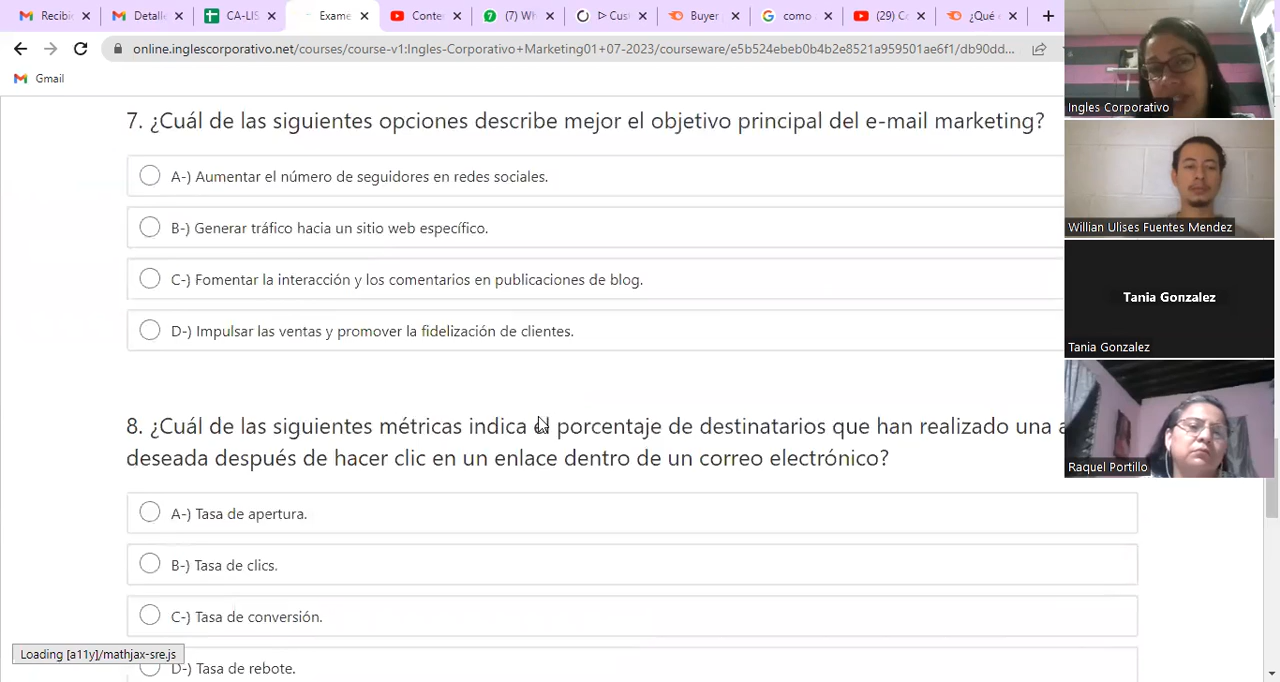 Recibi
Detalle
CA-LIS
Exame
Conte
(7) Wh
Cust
Buyer
como
(29) C
¿Qué
online.inglescorporativo.net/courses/course-v1:Ingles-Corporativo+Marketing01+07-2023/courseware/e5b524ebeb0b4b2e8521a959501ae6f1/db90dd...
Gmail
7. ¿Cuál de las siguientes opciones describe mejor el objetivo principal del e-mail marketing?
A-) Aumentar el número de seguidores en redes sociales.
B-) Generar tráfico hacia un sitio web específico.
C-) Fomentar la interacción y los comentarios en publicaciones de blog.
D-) Impulsar las ventas y promover la fidelización de clientes.
8. ¿Cuál de las siguientes métricas indica el porcentaje de destinatarios que han realizado una a
deseada después de hacer clic en un enlace dentro de un correo electrónico?
A-) Tasa de apertura.
B-) Tasa de clics.
C-) Tasa de conversión.
D-) Tasa de rebote.
Loading [a11y]/mathjax-sre.js
Ingles Corporativo
Willian Ulises Fuentes Mendez
Tania Gonzalez
Tania Gonzalez
Raquel Portillo